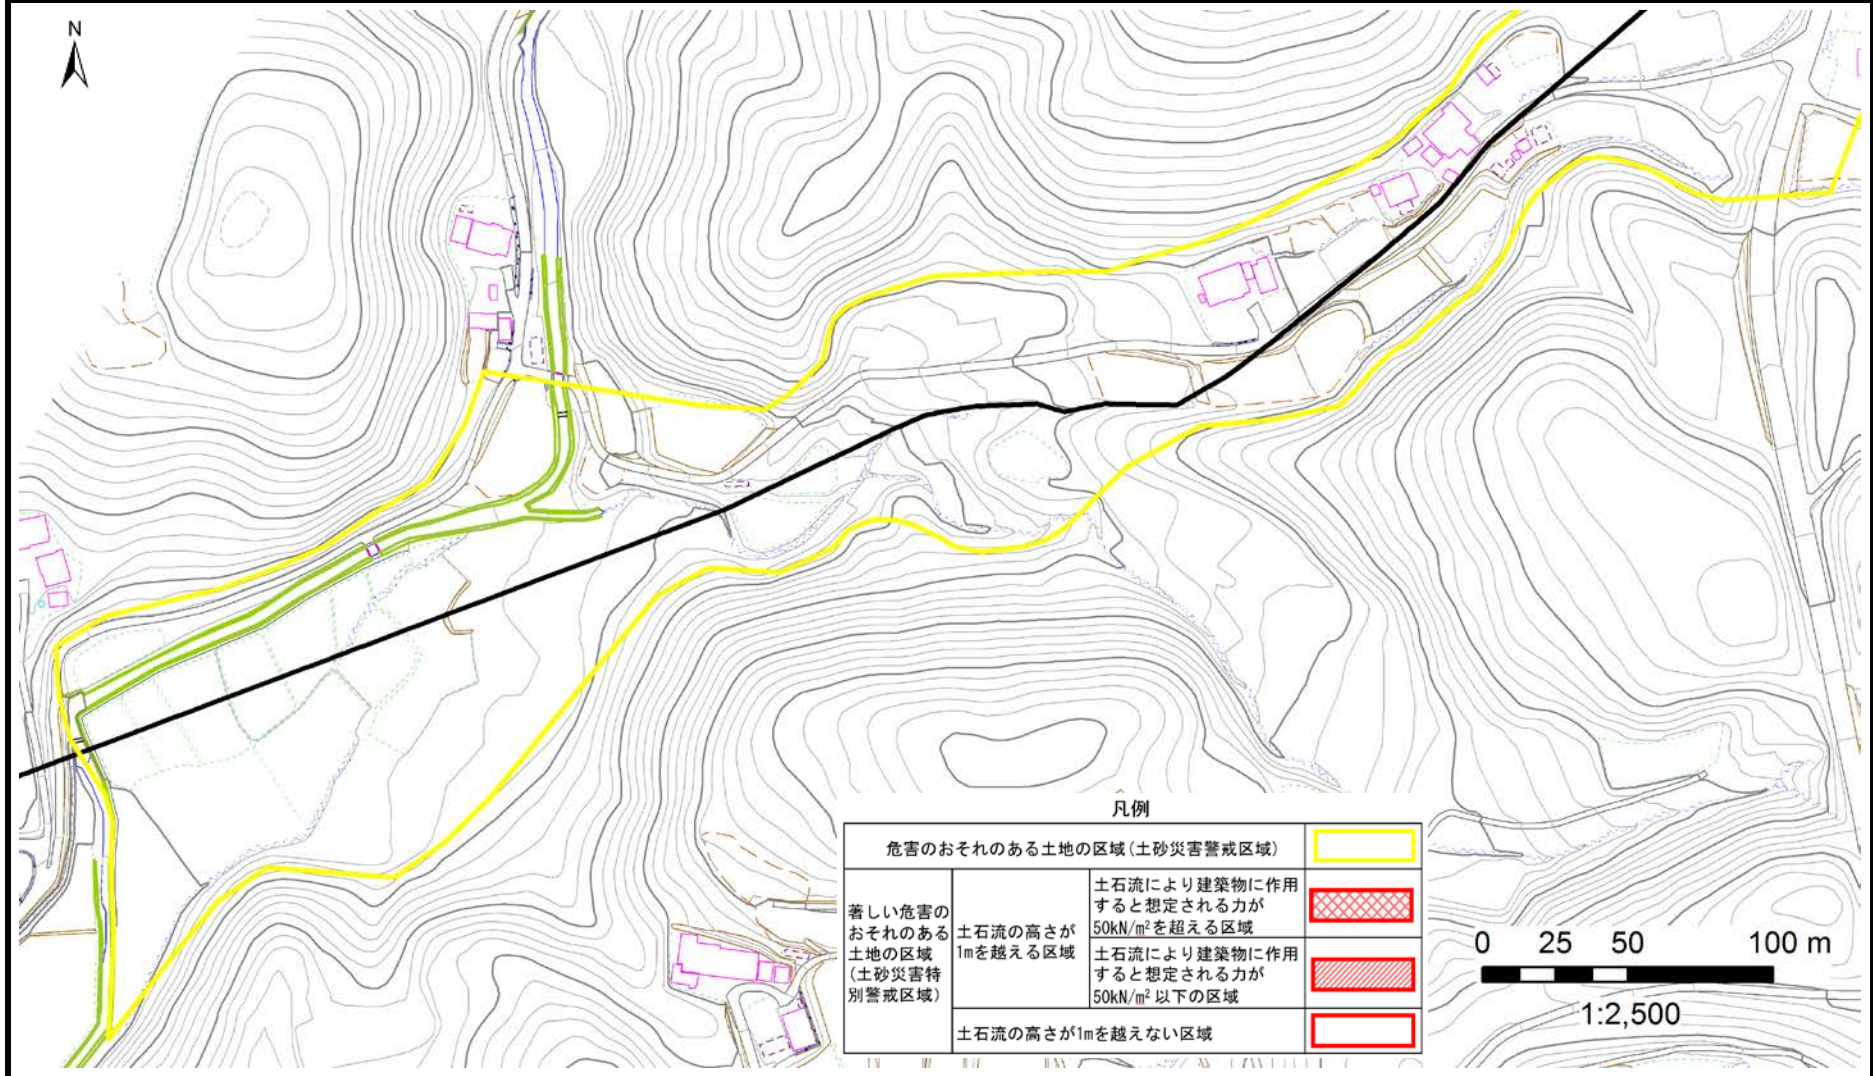 N
凡例
危害のおそれのある土地の区域(土砂災害警戒区域)
著しい危害の
おそれのある
土地の区域
(土砂災害特
別警戒区域)
土石流の高さが
1mを越える区域
土石流により建築物に作用
すると想定される力が
50kN/m²を超える区域
土石流により建築物に作用
すると想定される力が
50kN/m²以下の区域
土石流の高さが1mを越えない区域
0 25 50 100 m
1:2,500